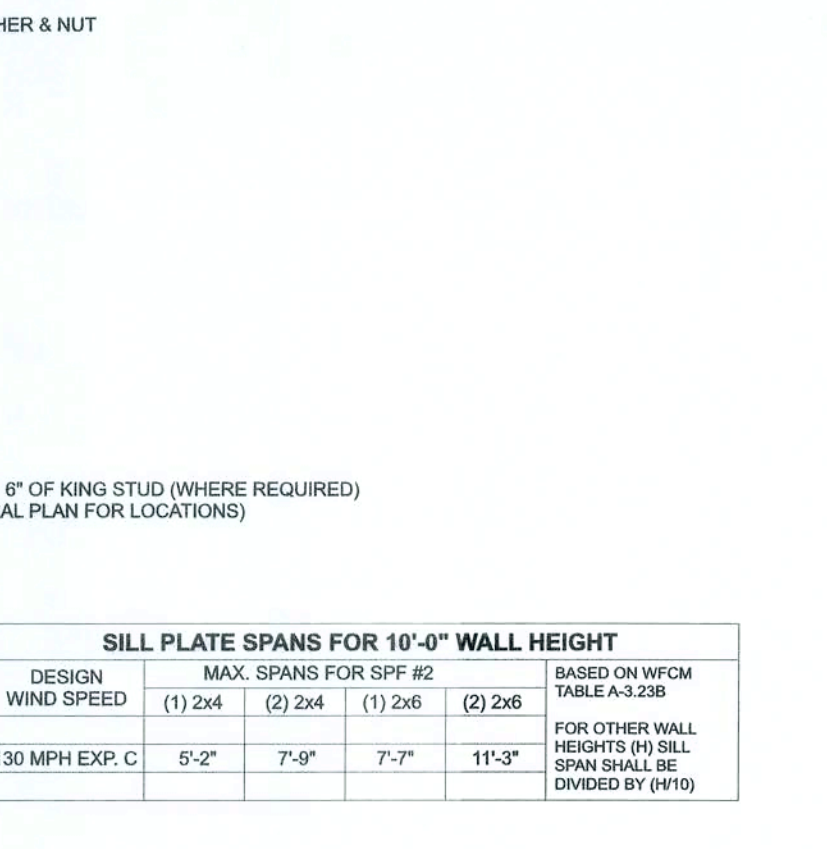 HER & NUT
6" OF KING STUD (WHERE REQUIRED)
AL PLAN FOR LOCATIONS)
SILL PLATE SPANS FOR 10'-0" WALL HEIGHT
DESIGN WIND SPEED
MAX. SPANS FOR SPF #2
(1) 2x4 (2) 2x4 (1) 2x6 (2) 2x6
30 MPH EXP. C 5'-2" 7'-9" 7'-7" 11'-3"
BASED ON WFCM
TABLE A-3.23B
FOR OTHER WALL
HEIGHTS (H) SILL
SPAN SHALL BE
DIVIDED BY (H/10)